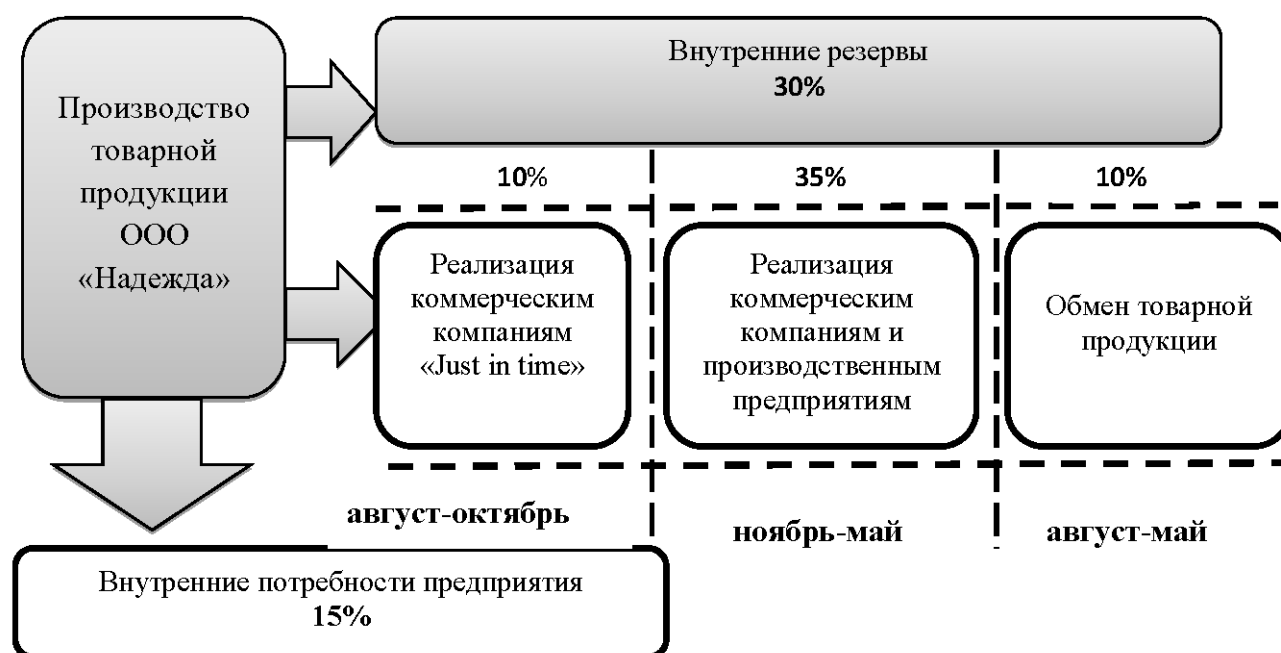 Производство
товарной
продукции
ООО
«Надежда»
Внутренние резервы
30%
10%
35%
10%
Реализация
коммерческим
компаниям
«Just in time»
Реализация
коммерческим
компаниям и
производственным
предприятиям
Обмен товарной
продукции
август-октябрь
ноябрь-май
август-май
Внутренние потребности предприятия
15%